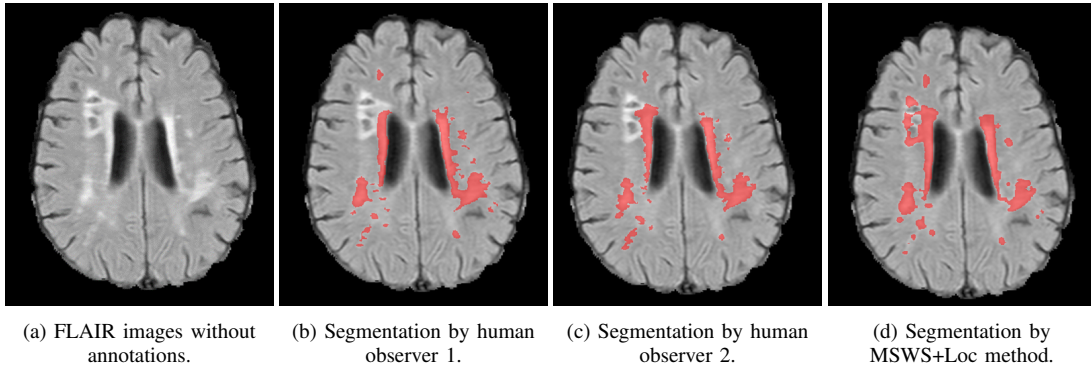 (a) FLAIR images without
annotations.
(b) Segmentation by human
observer 1.
(c) Segmentation by human
observer 2.
(d) Segmentation by
MSWS+Loc method.